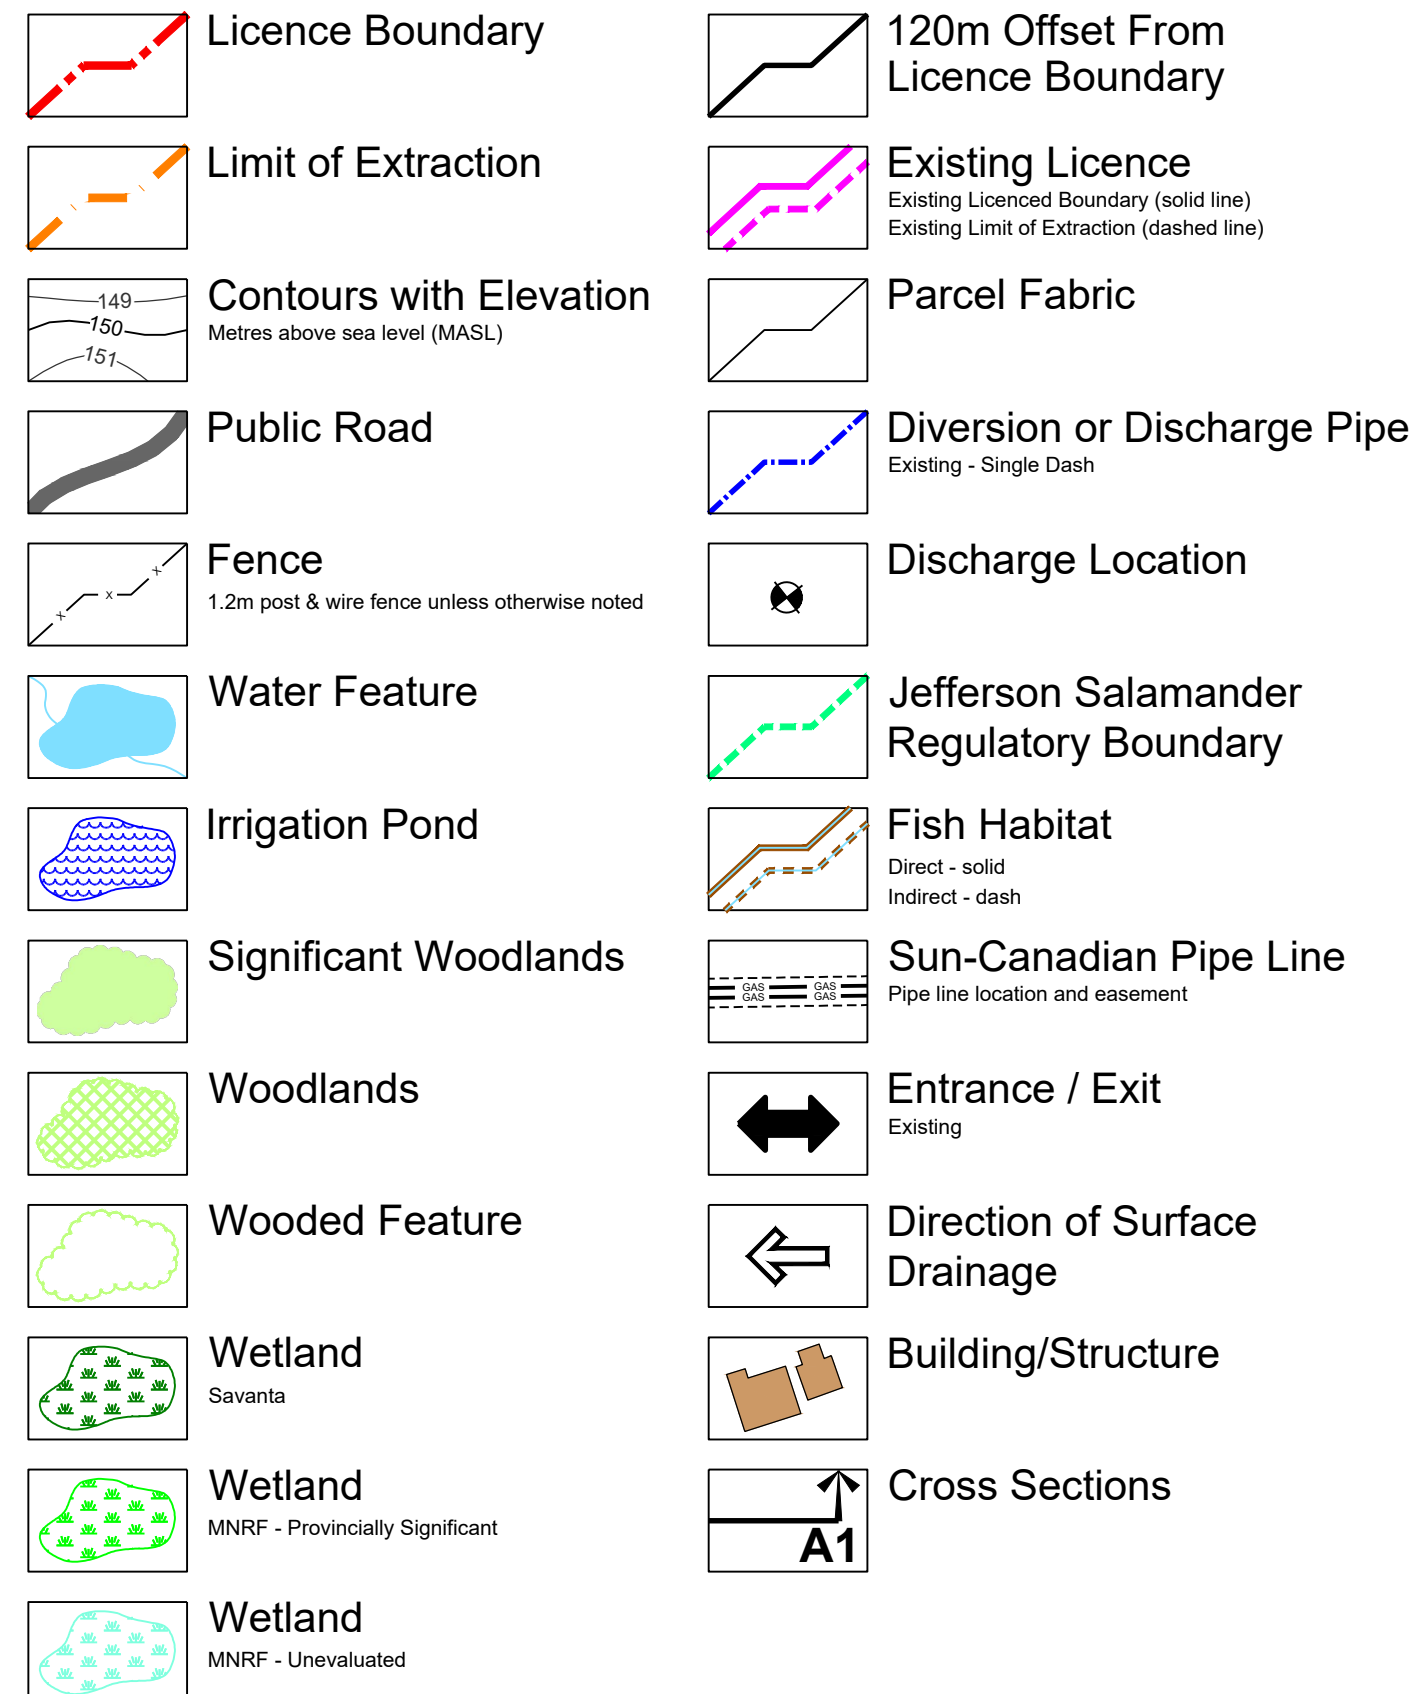 Licence Boundary
Limit of Extraction
149
150
151
Contours with Elevation
Metres above sea level (MASL)
Public Road
x
x
x
Fence
1.2m post & wire fence unless otherwise noted
Water Feature
Irrigation Pond
Significant Woodlands
Woodlands
Wooded Feature
Wetland
Savanta
Wetland
MNRF - Provincially Significant
Wetland
MNRF - Unevaluated
120m Offset From
Licence Boundary
Existing Licence
Existing Licenced Boundary (solid line)
Existing Limit of Extraction (dashed line)
Parcel Fabric
Diversion or Discharge Pipe
Existing - Single Dash
Discharge Location
Jefferson Salamander
Regulatory Boundary
Fish Habitat
Direct - solid
Indirect - dash
GAS GAS
GAS GAS
Sun-Canadian Pipe Line
Pipe line location and easement
Entrance / Exit
Existing
Direction of Surface
Drainage
Building/Structure
A1
Cross Sections